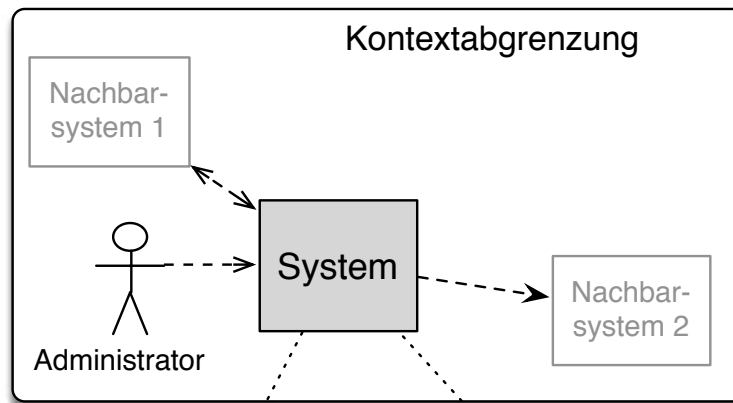 Kontextabgrenzung
Nachbar-
system 1
System
Nachbar-
system 2
Administrator